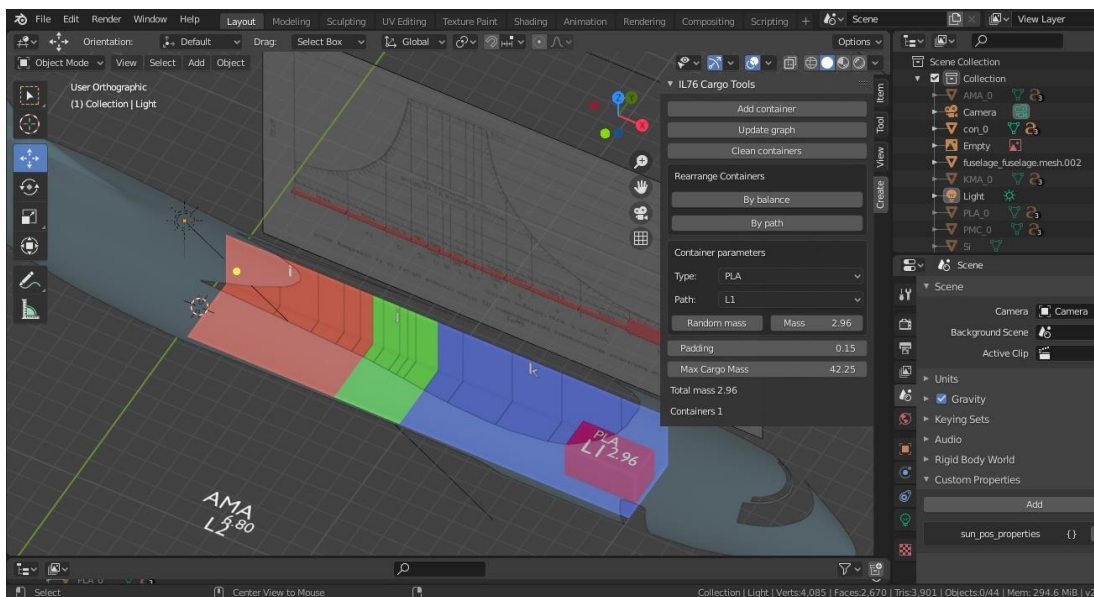 File Edit Render Window Help Layout Modeling Sculpting UV Editing Texture Paint Shading Animation Rendering Compositing Scripting + Scene View Layer
Orientation: Default Drag: Select Box Global Options
Object Mode View Select Add Object
User Orthographic
(1) Collection | Light
Z
Y
X
i
j
k
PLA
L1 2.96
AMA
L2 6.80
IL76 Cargo Tools
Add container
Update graph
Clean containers
Rearrange Containers
By balance
By path
Container parameters
Type: PLA
Path: L1
Random mass Mass 2.96
Padding 0.15
Max Cargo Mass 42.25
Total mass 2.96
Containers 1
Item
Tool
View
Create
Scene Collection
Collection
AMA_0
Camera
con_0
Empty
fuselage_fuselage.mesh.002
KMA_0
Light
PLA_0
PMC_0
Si
Scene
Scene
Camera Camera
Background Scene
Active Clip
Units
Gravity
Keying Sets
Audio
Rigid Body World
Custom Properties
Add
sun_pos_properties {}
PLA_0
Select Center View to Mouse Collection | Light | Verts:4,085 | Faces:2,670 | Tris:3,901 | Objects:0/44 | Mem: 294.6 MiB | v2